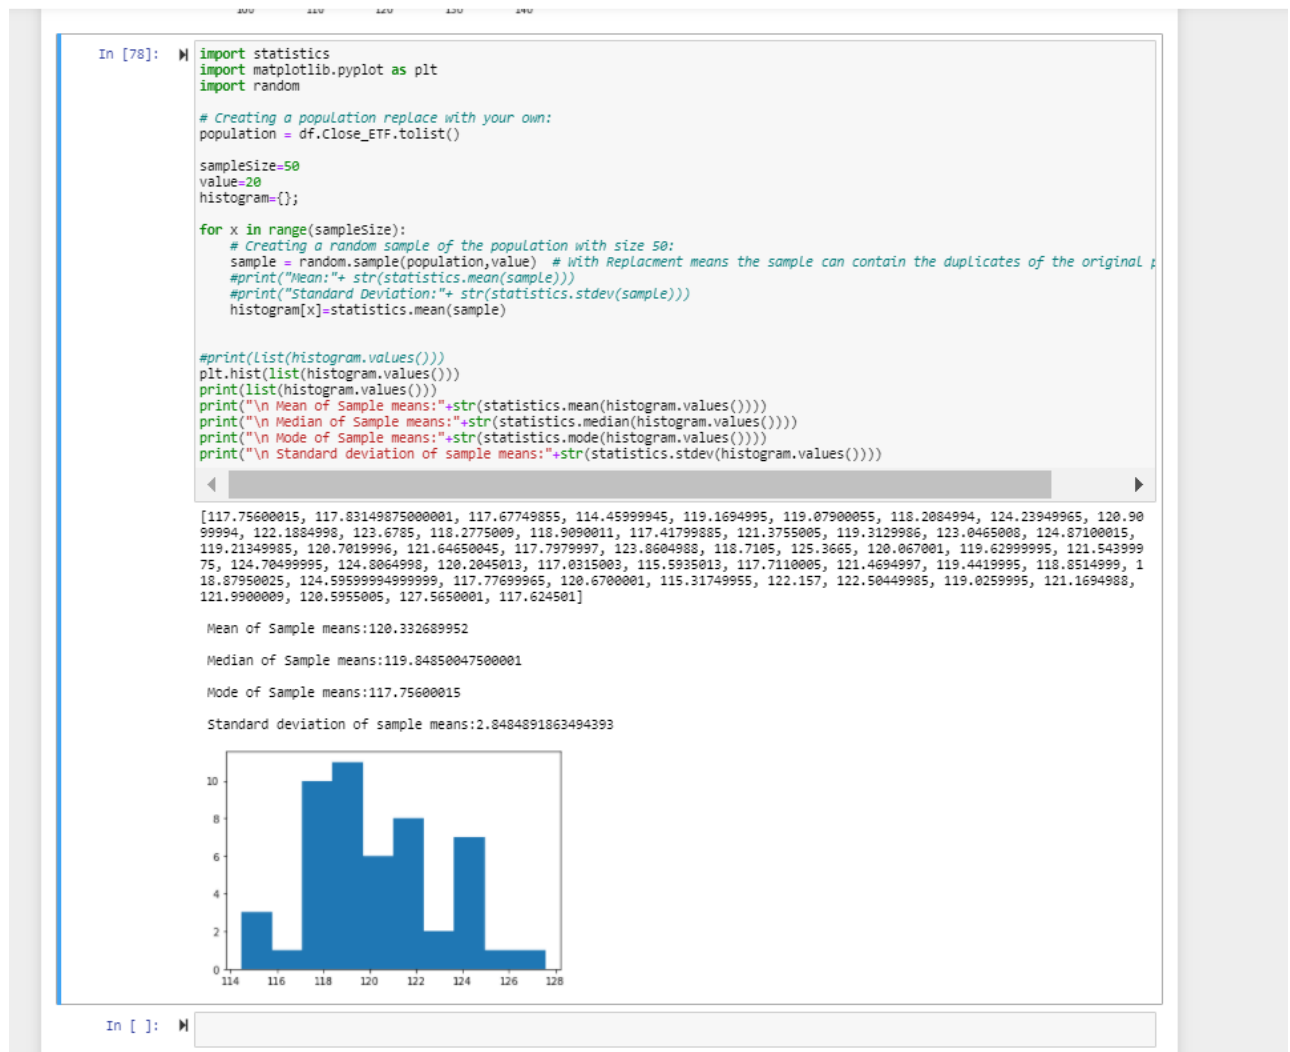 100 110 120 130 140
In [78]:
import statistics
import matplotlib.pyplot as plt
import random
# Creating a population replace with your own:
population = df.Close_ETF.tolist()
sampleSize=50
value=20
histogram={};
for x in range(sampleSize):
# Creating a random sample of the population with size 50:
sample = random.sample(population,value)  # With Replacment means the sample can contain the duplicates of the original p
#print("Mean:"+ str(statistics.mean(sample)))
#print("Standard Deviation:"+ str(statistics.stdev(sample)))
histogram[x]=statistics.mean(sample)
#print(list(histogram.values()))
plt.hist(list(histogram.values()))
print(list(histogram.values()))
print("\n Mean of Sample means:"+str(statistics.mean(histogram.values())))
print("\n Median of Sample means:"+str(statistics.median(histogram.values())))
print("\n Mode of Sample means:"+str(statistics.mode(histogram.values())))
print("\n Standard deviation of sample means:"+str(statistics.stdev(histogram.values())))
[117.75600015, 117.83149875000001, 117.67749855, 114.45999945, 119.1694995, 119.07900055, 118.2084994, 124.23949965, 120.90
99994, 122.1884998, 123.6785, 118.2775009, 118.9090011, 117.41799885, 121.3755005, 119.3129986, 123.0465008, 124.87100015,
119.21349985, 120.7019996, 121.64650045, 117.7979997, 123.8604988, 118.7105, 125.3665, 120.067001, 119.62999995, 121.543999
75, 124.70499995, 124.8064998, 120.2045013, 117.0315003, 115.5935013, 117.7110005, 121.4694997, 119.4419995, 118.8514999, 1
18.87950025, 124.59599994999999, 117.77699965, 120.6700001, 115.31749955, 122.157, 122.50449985, 119.0259995, 121.1694988,
121.9900009, 120.5955005, 127.5650001, 117.624501]
Mean of Sample means:120.332689952
Median of Sample means:119.84850047500001
Mode of Sample means:117.75600015
Standard deviation of sample means:2.8484891863494393
10
8
6
4
2
0
114 116 118 120 122 124 126 128
In [ ]: